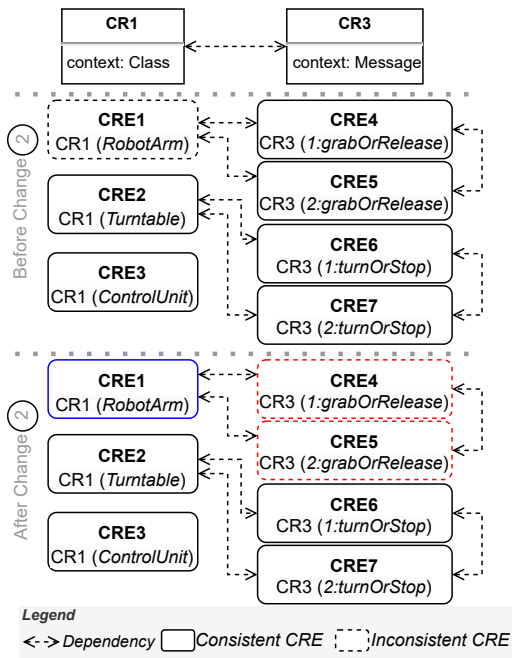 CR1
context: Class
CR3
context: Message
Before Change 2
CRE1
CR1 (RobotArm)
CRE2
CR1 (Turntable)
CRE3
CR1 (ControlUnit)
CRE4
CR3 (1:grabOrRelease)
CRE5
CR3 (2:grabOrRelease)
CRE6
CR3 (1:turnOrStop)
CRE7
CR3 (2:turnOrStop)
After Change 2
CRE1
CR1 (RobotArm)
CRE2
CR1 (Turntable)
CRE3
CR1 (ControlUnit)
CRE4
CR3 (1:grabOrRelease)
CRE5
CR3 (2:grabOrRelease)
CRE6
CR3 (1:turnOrStop)
CRE7
CR3 (2:turnOrStop)
Legend
Dependency Consistent CRE Inconsistent CRE